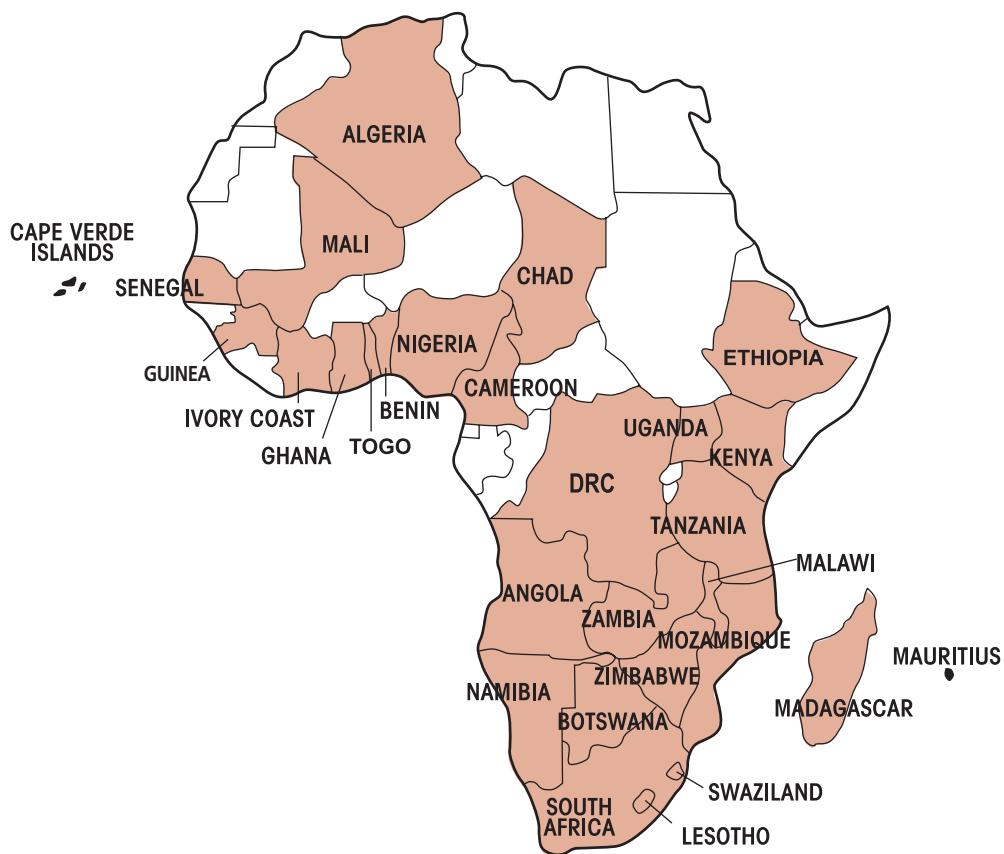 ALGERIA
CAPE VERDE
ISLANDS
MALI
SENEGAL
CHAD
NIGERIA
ETHIOPIA
GUINEA
CAMEROON
IVORY COAST
BENIN
GHANA
TOGO
UGANDA
KENYA
DRC
TANZANIA
MALAWI
ANGOLA
ZAMBIA
MOZAMBIQUE
MAURITIUS
ZIMBABWE
NAMIBIA
MADAGASCAR
BOTSWANA
SWAZILAND
SOUTH
AFRICA
LESOTHO